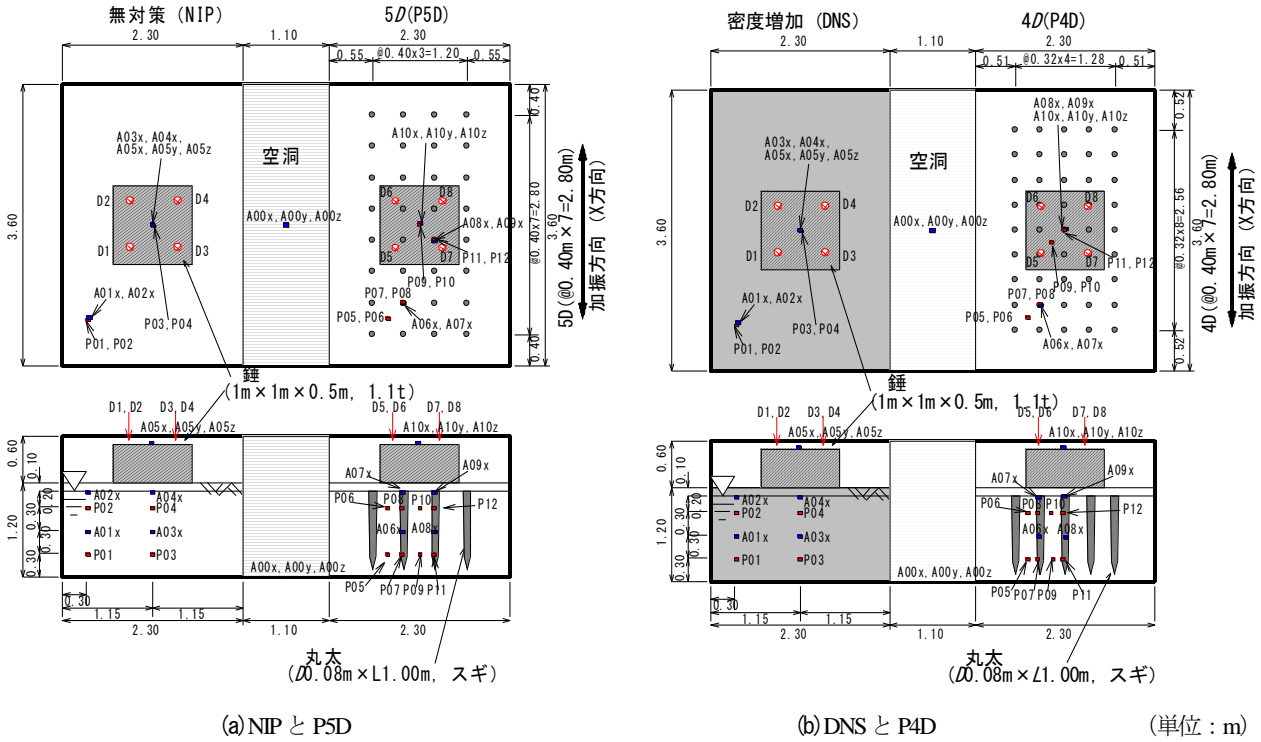 無対策 (NIP)
5D(P5D)
2.30
1.10
2.30
0.55
@0.40x3=1.20
0.55
3.60
A03x, A04x,
A05x, A05y, A05z
空洞
A10x, A10y, A10z
D2
D4
D1
D3
A00x, A00y, A00z
D6
D8
D5
D7
A08x, A09x
P11, P12
P09, P10
A01x, A02x
P03, P04
P01, P02
P07, P08
P05, P06
A06x, A07x
0.40
@0.40x7=2.80
0.40
3.60
5D(@0.40m×7=2.80m)
加振方向 (X方向)
錘
(1m×1m×0.5m, 1.1t)
D1, D2
D3, D4
A05x, A05y, A05z
D5, D6
D7, D8
A10x, A10y, A10z
0.60
0.10
1.20
0.20
0.30
0.30
0.30
A02x
A04x
P02
P04
A01x
A03x
P01
P03
A07x
A09x
P06
P08
P10
P12
A06x
A08x
P05
P07
P09
P11
A00x, A00y, A00z
0.30
1.15
1.15
2.30
1.10
2.30
丸太
(D0.08m×L1.00m, スギ)
(a) NIP と P5D
密度増加 (DNS)
4D(P4D)
2.30
1.10
2.30
0.51
@0.32x4=1.28
0.51
3.60
A03x, A04x,
A05x, A05y, A05z
空洞
A08x, A09x
A10x, A10y, A10z
D2
D4
D1
D3
A00x, A00y, A00z
D6
D8
D5
D7
P11, P12
P09, P10
A01x, A02x
P03, P04
P01, P02
P07, P08
P05, P06
A06x, A07x
0.52
@0.32x8=2.56
0.52
3.60
4D(@0.40m×7=2.80m)
加振方向 (X方向)
錘
(1m×1m×0.5m, 1.1t)
D1, D2
D3, D4
A05x, A05y, A05z
D5, D6
D7, D8
A10x, A10y, A10z
0.60
0.10
1.20
0.20
0.30
0.30
0.30
A02x
A04x
P02
P04
A01x
A03x
P01
P03
A07x
A09x
P06
P08
P10
P12
A06x
A08x
P05
P07
P09
P11
A00x, A00y, A00z
0.30
1.15
1.15
2.30
1.10
2.30
丸太
(D0.08m×L1.00m, スギ)
(b) DNS と P4D
(単位：m)